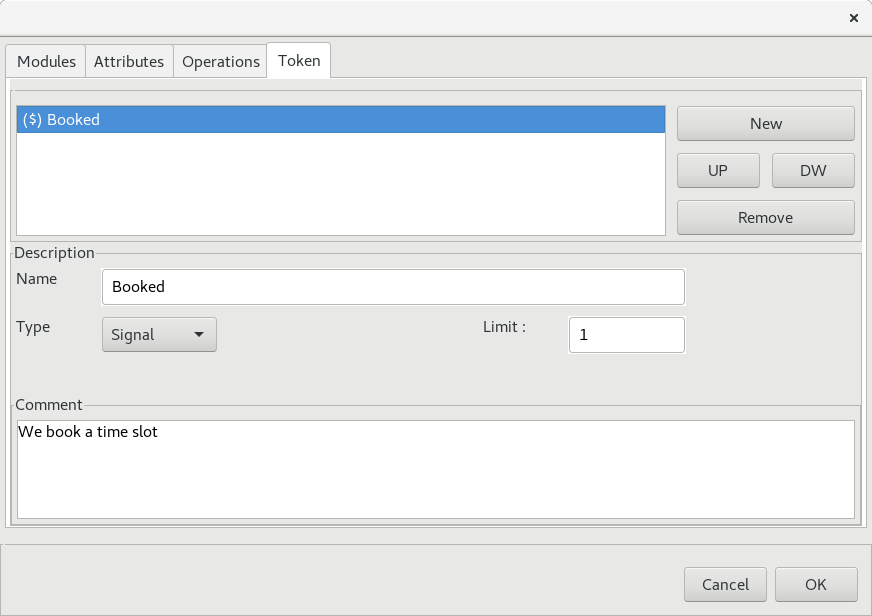 Modules Attributes Operations Token
($) Booked
New
UP DW
Remove
Description
Name Booked
Type Signal Limit : 1
Comment
We book a time slot
Cancel OK